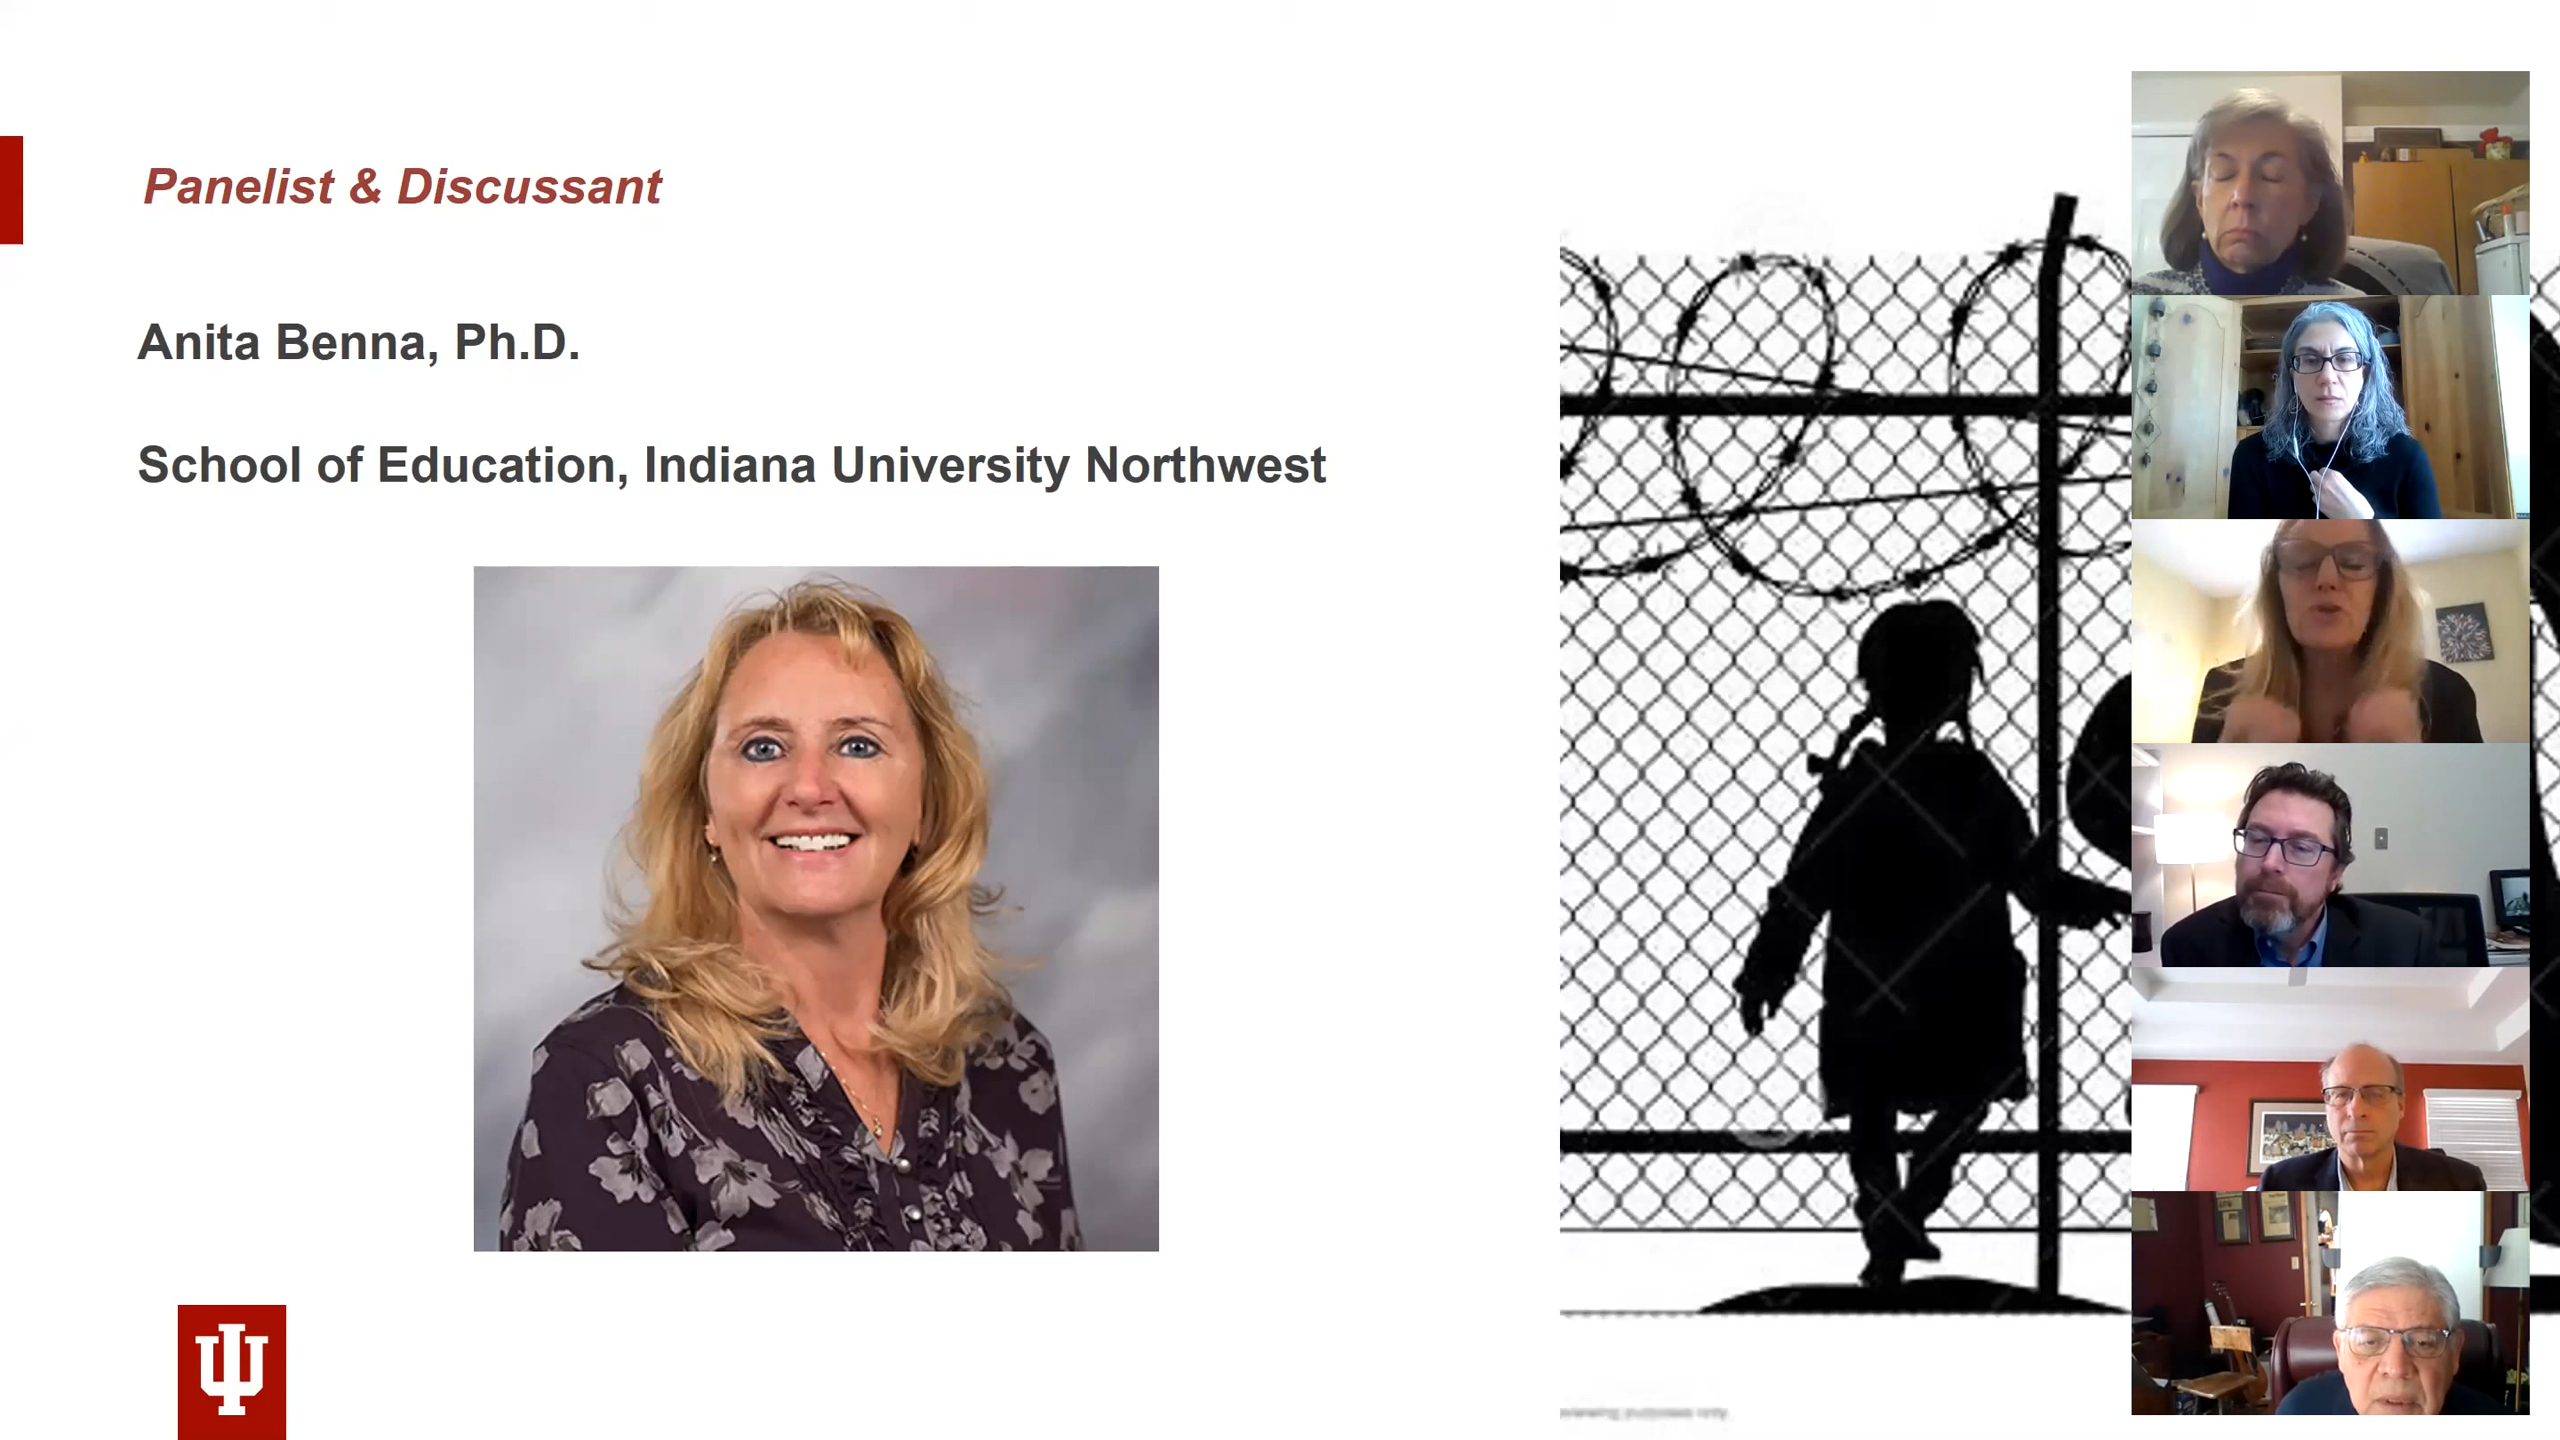 Panelist & Discussant
Anita Benna, Ph.D.
School of Education, Indiana University Northwest